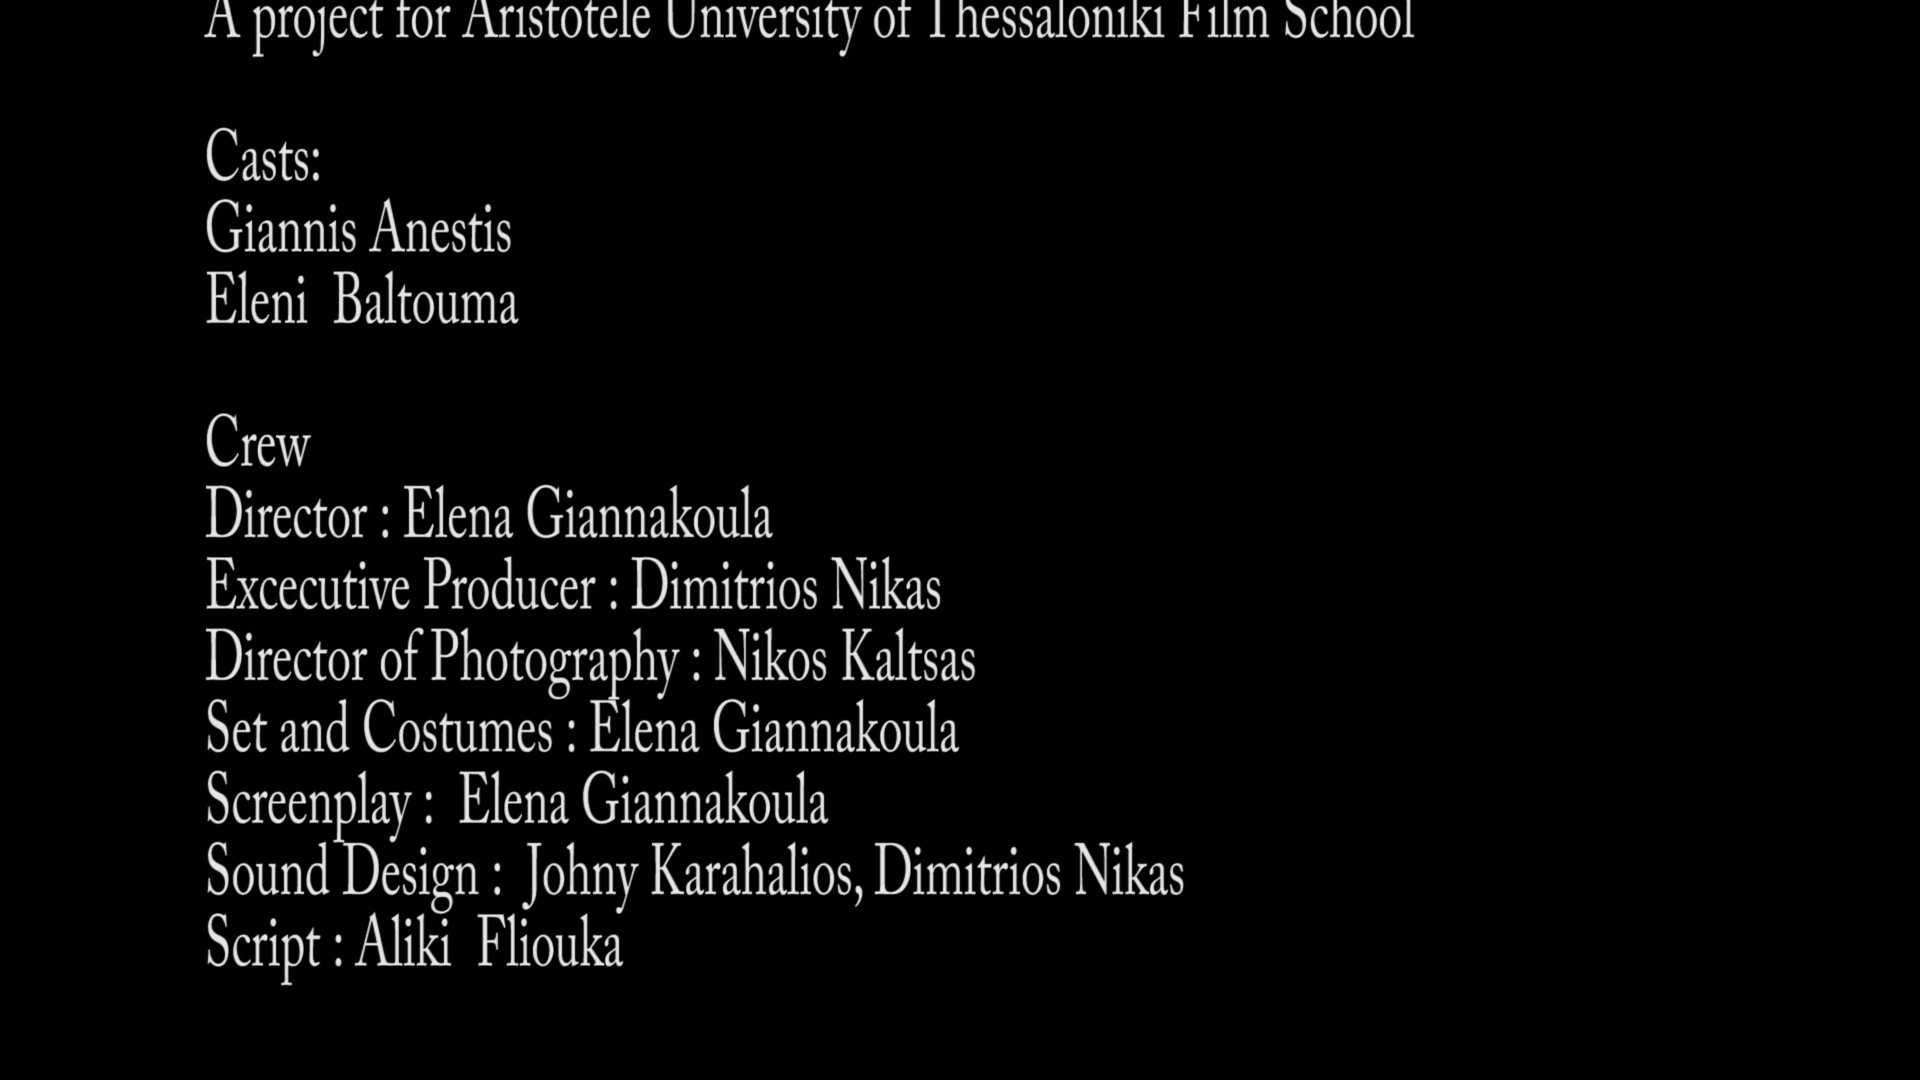 A project for Aristotele University of Thessaloniki Film School
Casts:
Giannis Anestis
Eleni  Baltouma
Crew
Director : Elena Giannakoula
Excecutive Producer : Dimitrios Nikas
Director of Photography : Nikos Kaltsas
Set and Costumes : Elena Giannakoula
Screenplay :  Elena Giannakoula
Sound Design :  Johny Karahalios, Dimitrios Nikas
Script : Aliki  Fliouka